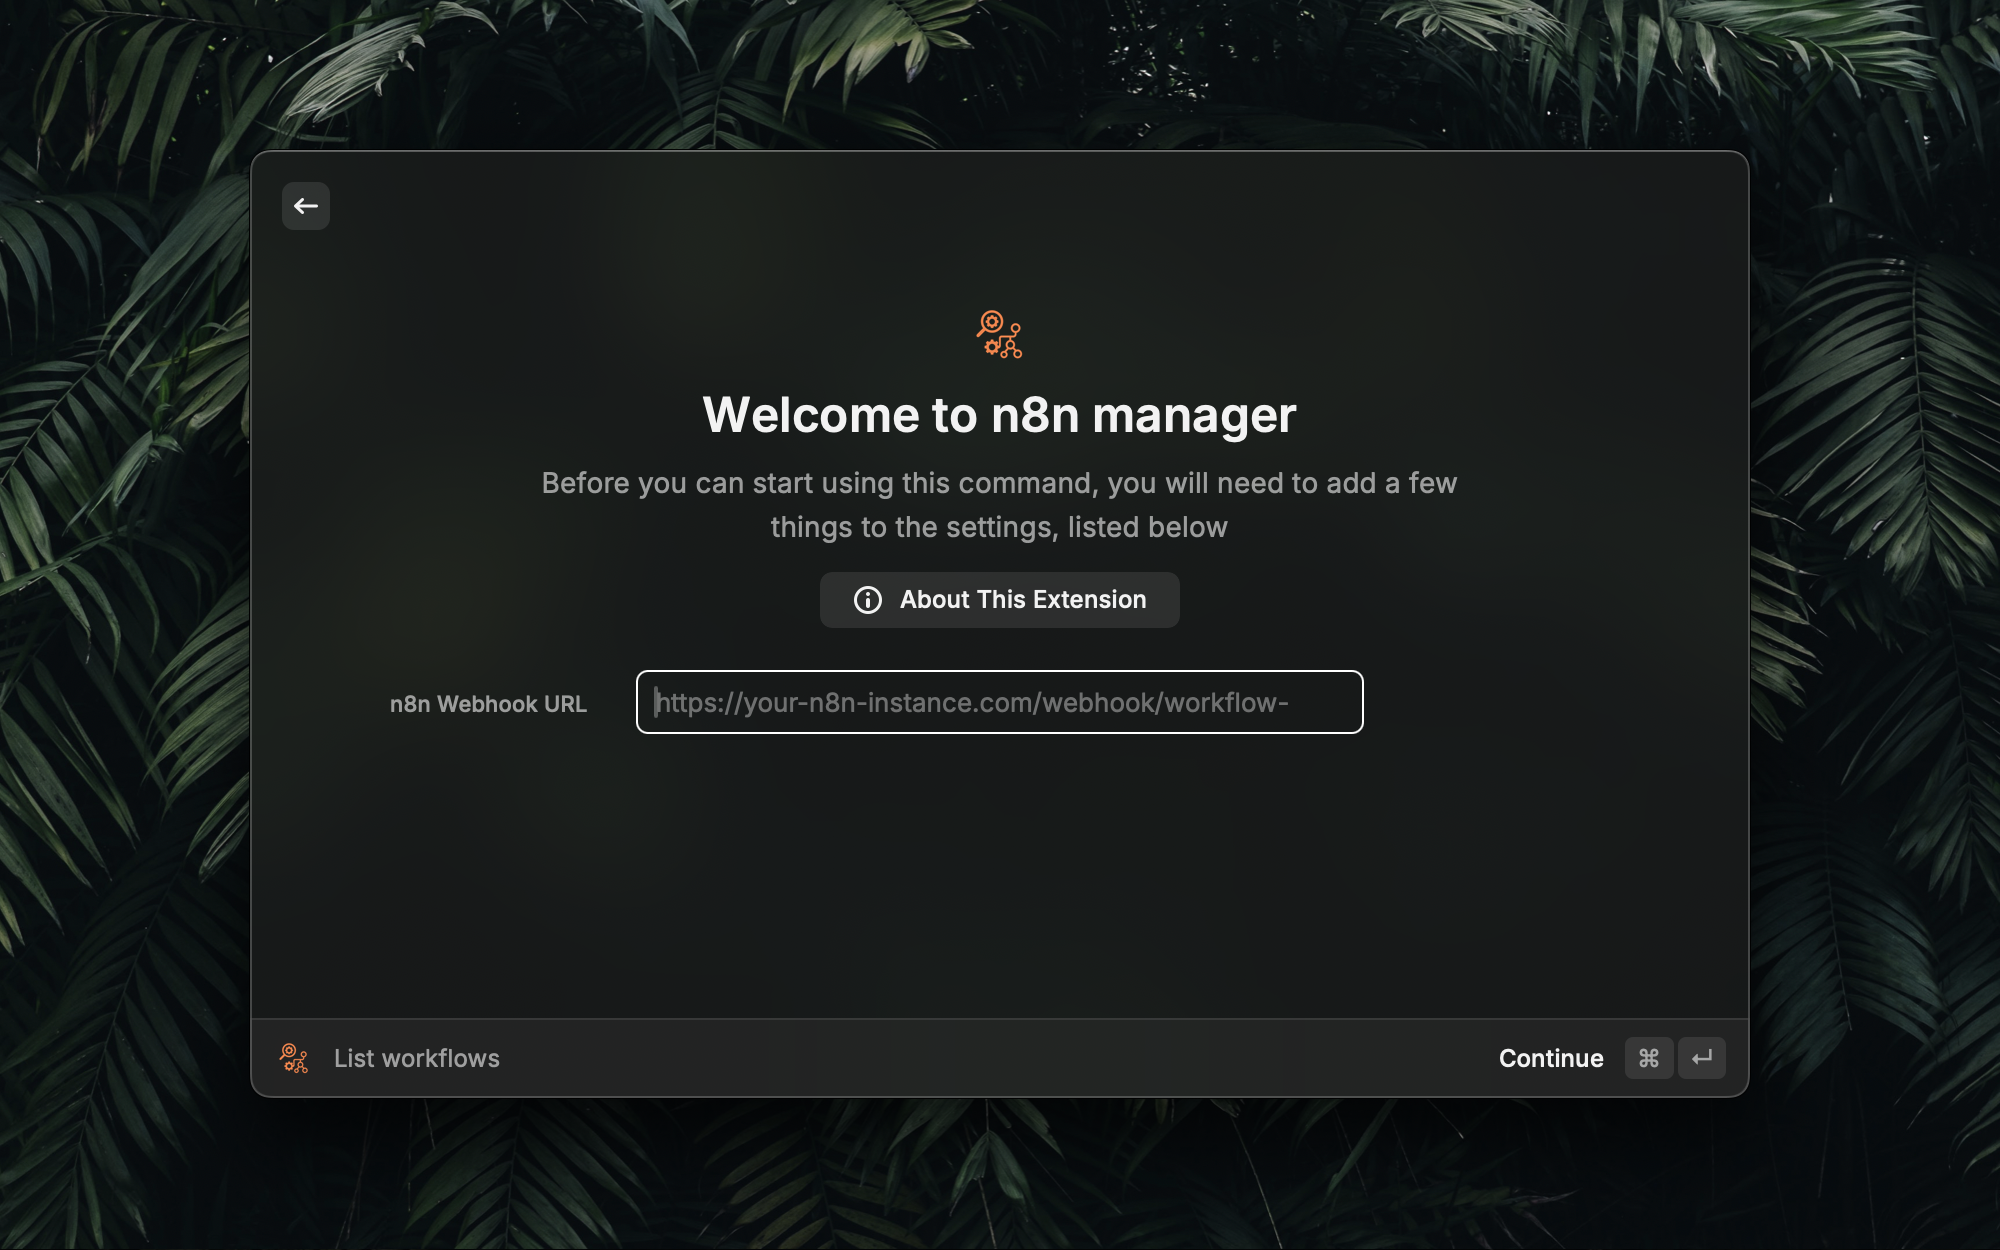 Welcome to n8n manager
Before you can start using this command, you will need to add a few
things to the settings, listed below
About This Extension
n8n Webhook URL
https://your-n8n-instance.com/webhook/workflow-
List workflows
Continue ⌘ ↵